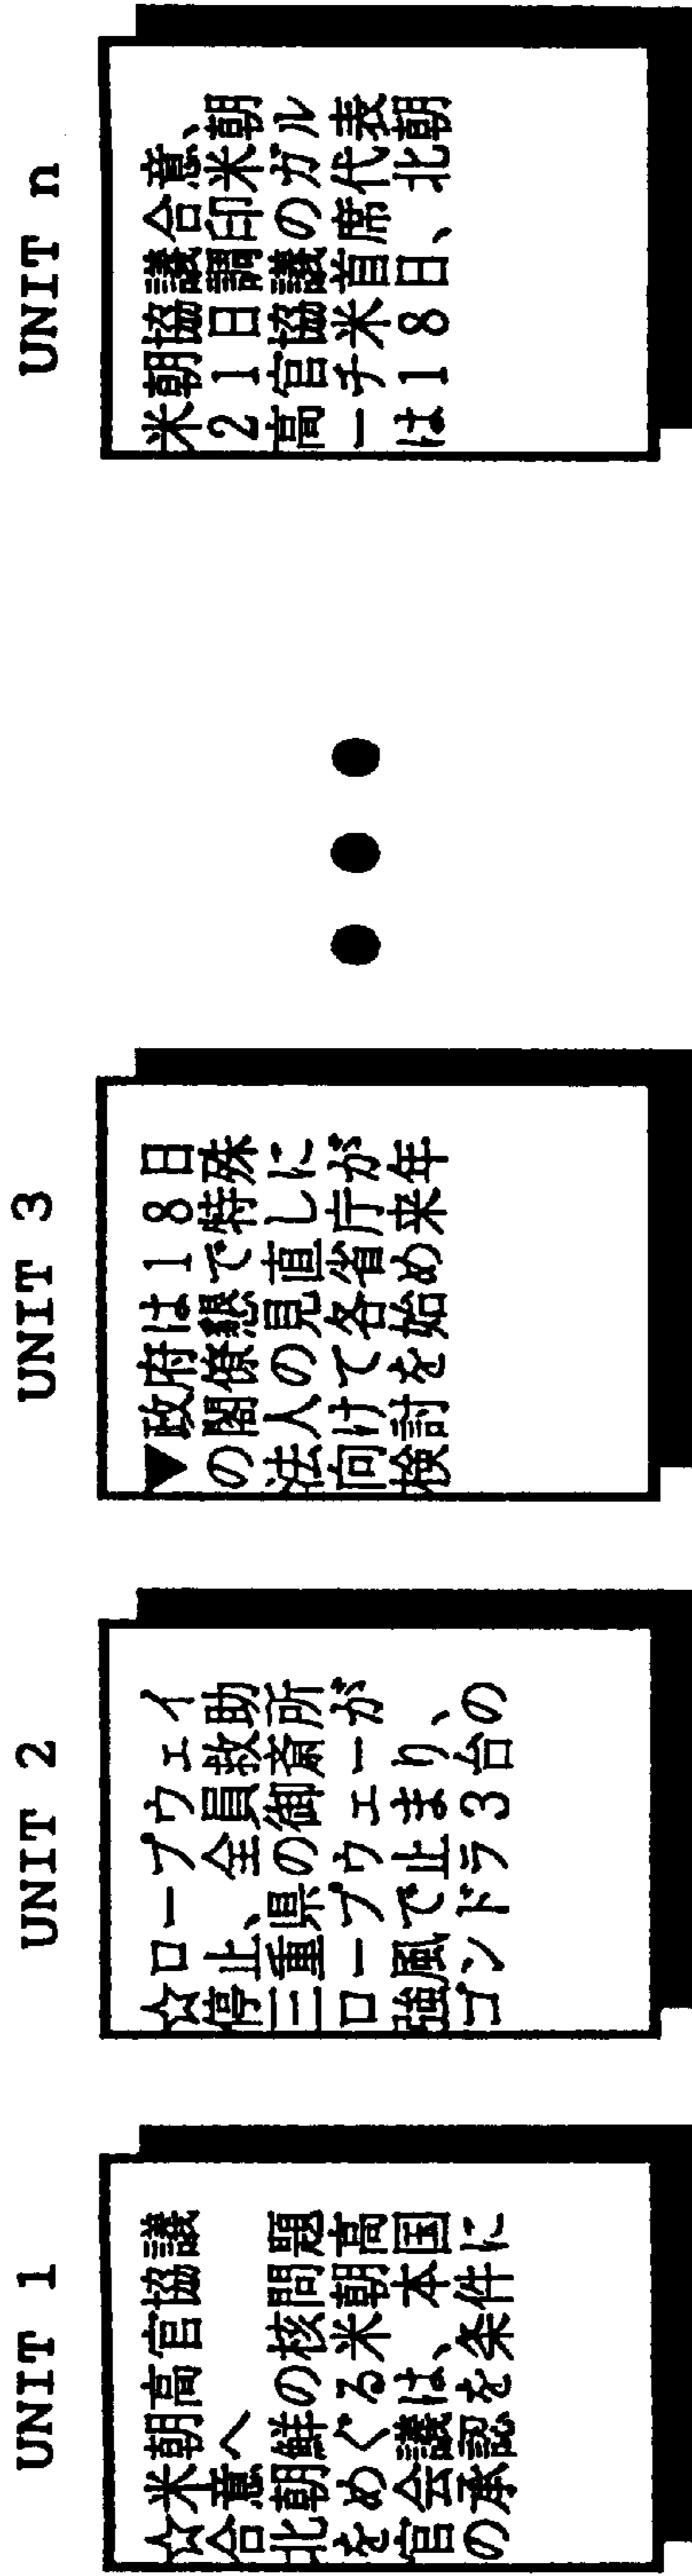 UNIT 1
☆米朝高官協議
合意へ
北朝鮮の核問題
をめぐる米朝高
官会議は、本国
の承認を条件に
UNIT 2
☆ロープウェイ
停止、全員救助
三重県の御斎所
ロープウェーが
強風で止まり、
ゴンドラ3台の
UNIT 3
▼政府は18日
の閣僚懇で特殊
法人の見直しに
向けて各省庁が
検討を始め来年
UNIT n
米朝協議合意、
21日調印米朝
高官協議のガル
ーチ米首席代表
は18日、北朝